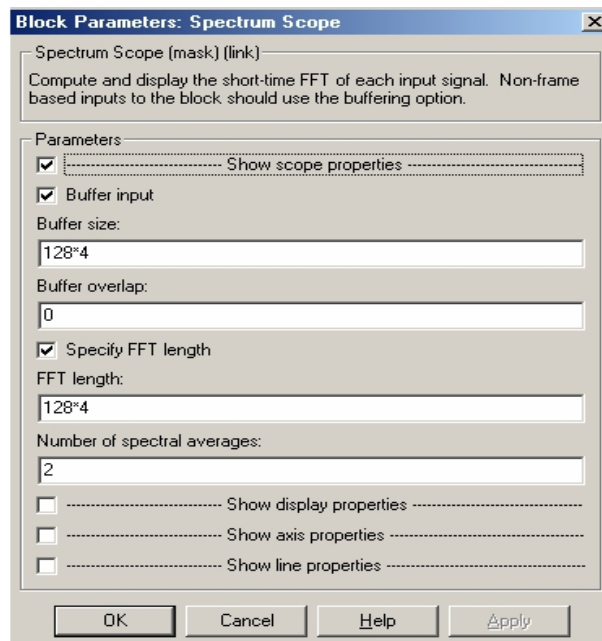 Block Parameters: Spectrum Scope
Spectrum Scope (mask) (link)
Compute and display the short-time FFT of each input signal. Non-frame
based inputs to the block should use the buffering option.
Parameters
---------------------------- Show scope properties ----------------------------
Buffer input
Buffer size:
128*4
Buffer overlap:
0
Specify FFT length
FFT length:
128*4
Number of spectral averages:
2
---------------------------- Show display properties ----------------------------
---------------------------- Show axis properties ----------------------------
---------------------------- Show line properties ----------------------------
OK Cancel Help Apply